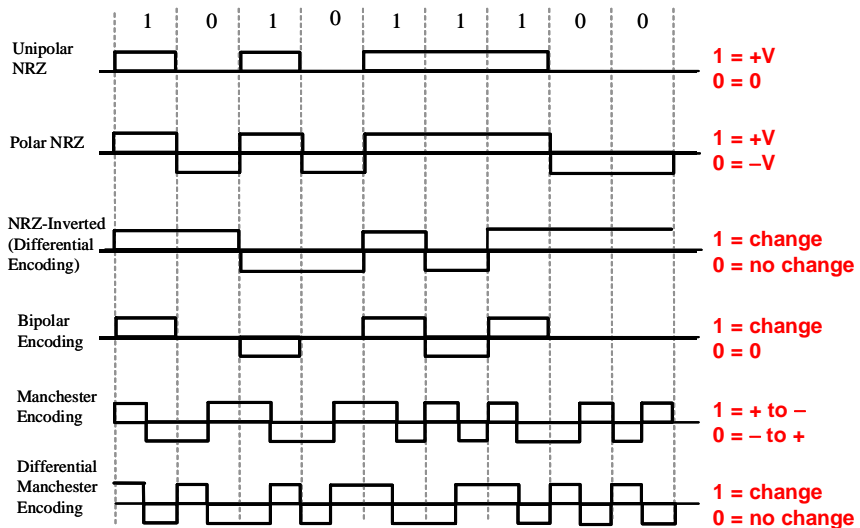 1 0 1 0 1 1 1 0 0
Unipolar
NRZ
1 = +V
0 = 0
Polar NRZ
1 = +V
0 = −V
NRZ-Inverted
(Differential
Encoding)
1 = change
0 = no change
Bipolar
Encoding
1 = change
0 = 0
Manchester
Encoding
1 = + to −
0 = − to +
Differential
Manchester
Encoding
1 = change
0 = no change